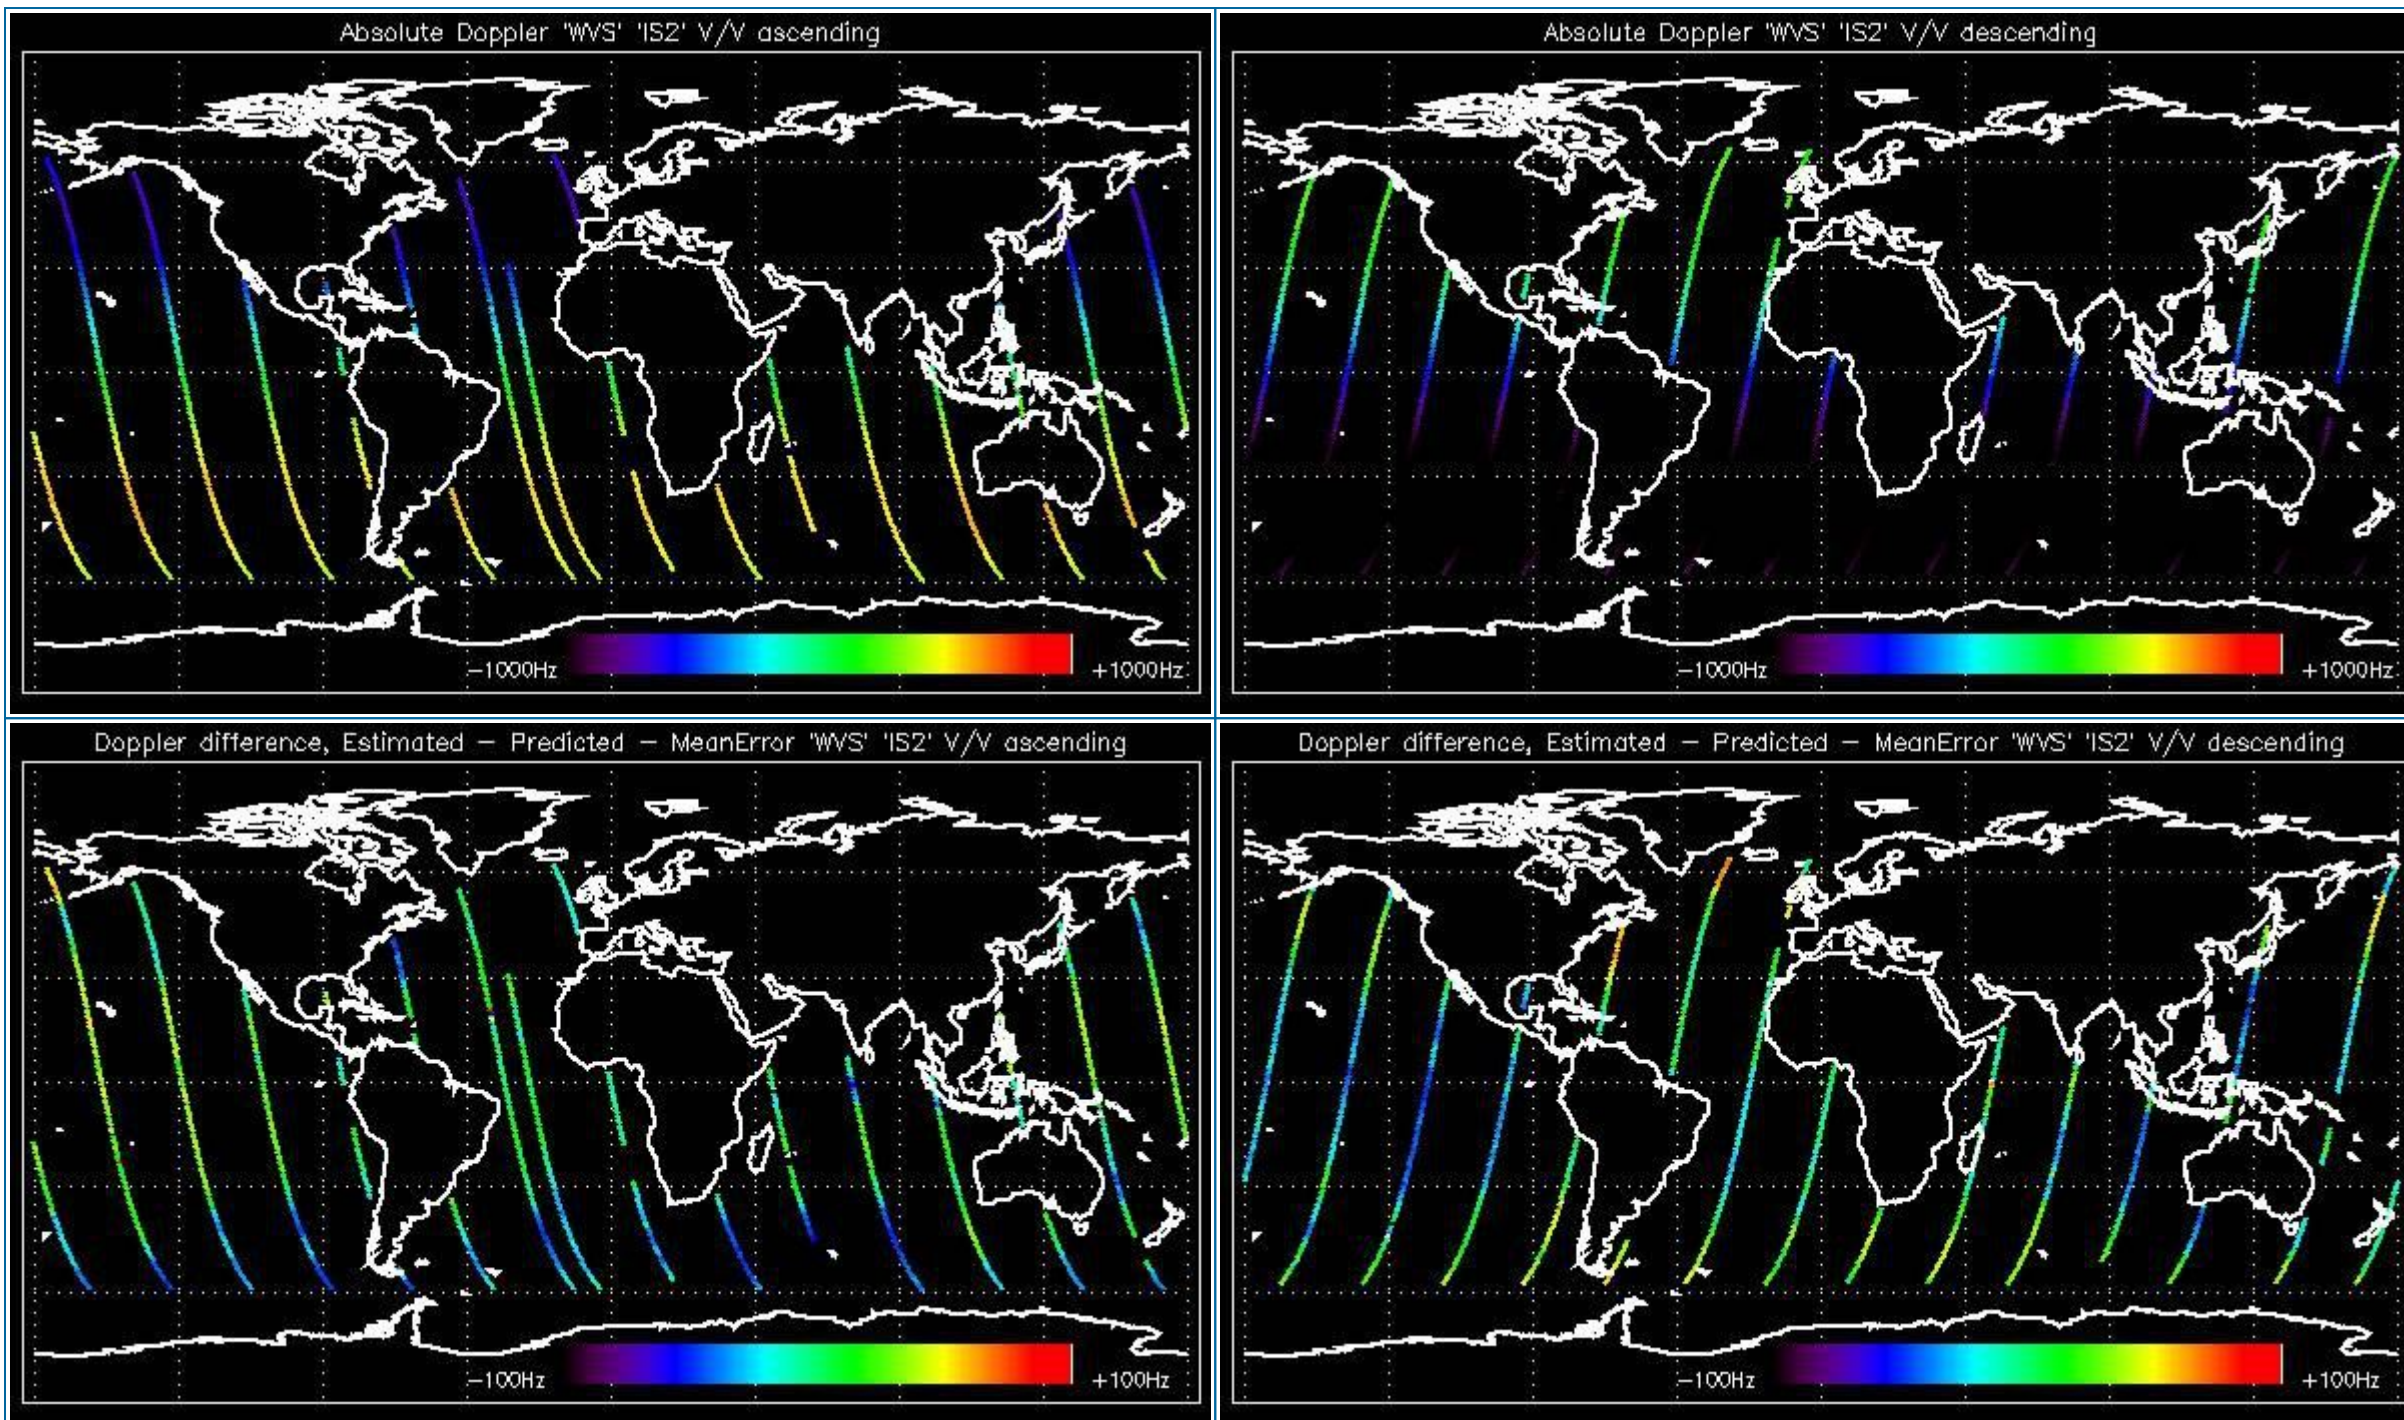 Absolute Doppler 'WVS' 'IS2' V/V ascending
-1000Hz +1000Hz
Absolute Doppler 'WVS' 'IS2' V/V descending
-1000Hz +1000Hz
Doppler difference, Estimated - Predicted - MeanError 'WVS' 'IS2' V/V ascending
-100Hz +100Hz
Doppler difference, Estimated - Predicted - MeanError 'WVS' 'IS2' V/V descending
-100Hz +100Hz